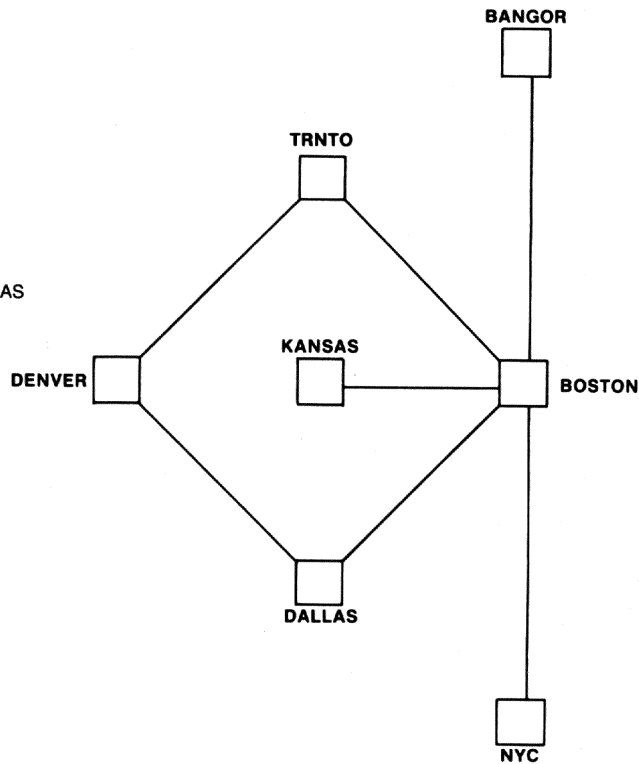 BANGOR
TRNTO
AS
KANSAS
DENVER
BOSTON
DALLAS
NYC